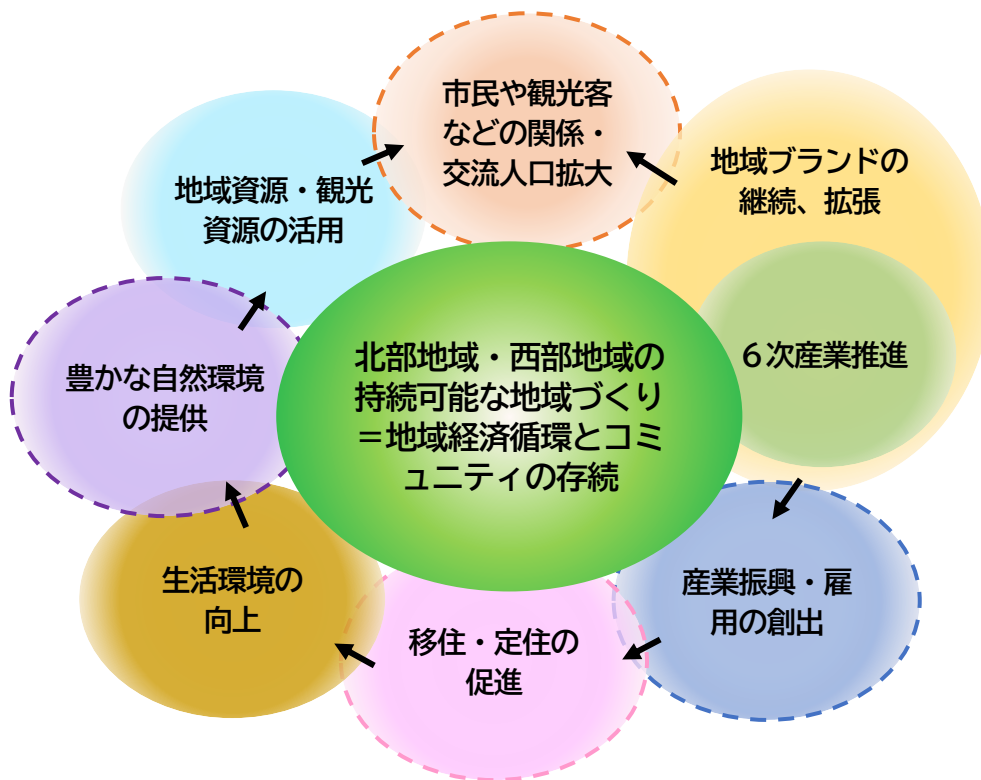 市民や観光客
などの関係・
交流人口拡大
地域ブランドの
継続、拡張
６次産業推進
産業振興・雇
用の創出
移住・定住の
促進
生活環境の
向上
豊かな自然環境
の提供
地域資源・観光
資源の活用
北部地域・西部地域の
持続可能な地域づくり
＝地域経済循環とコミ
ュニティの存続